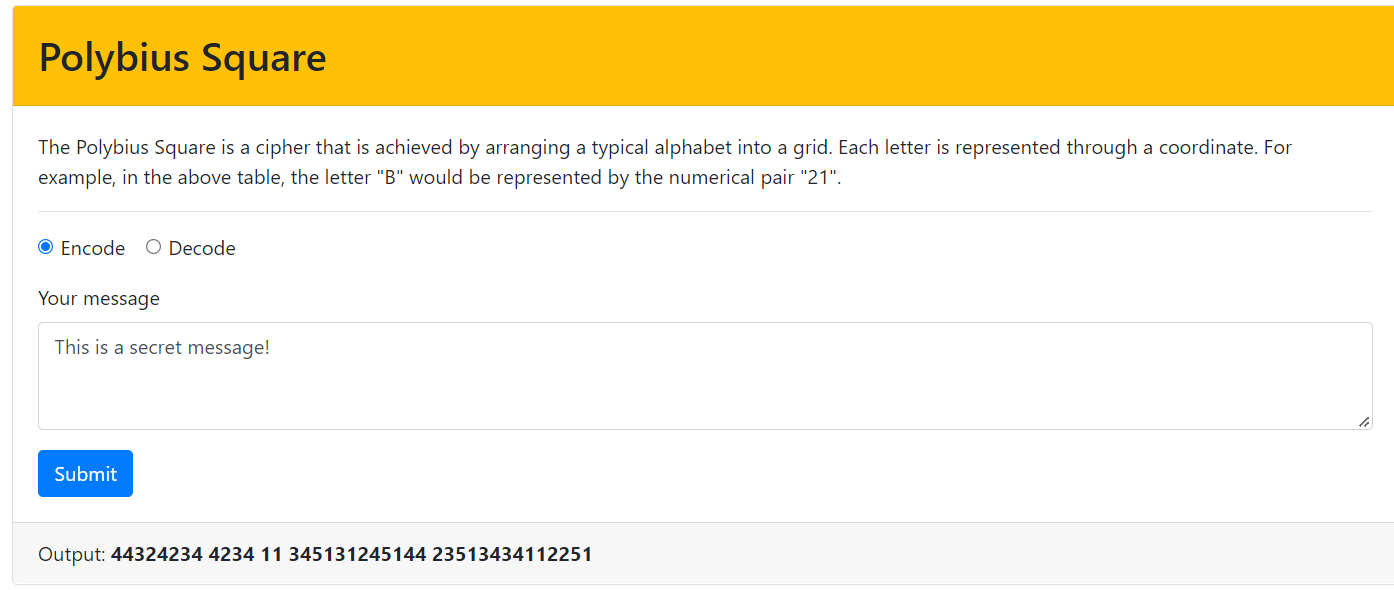 Polybius Square
The Polybius Square is a cipher that is achieved by arranging a typical alphabet into a grid. Each letter is represented through a coordinate. For
example, in the above table, the letter "B" would be represented by the numerical pair "21".
Encode Decode
Your message
This is a secret message!
Submit
Output: 44324234 4234 11 345131245144 23513434112251